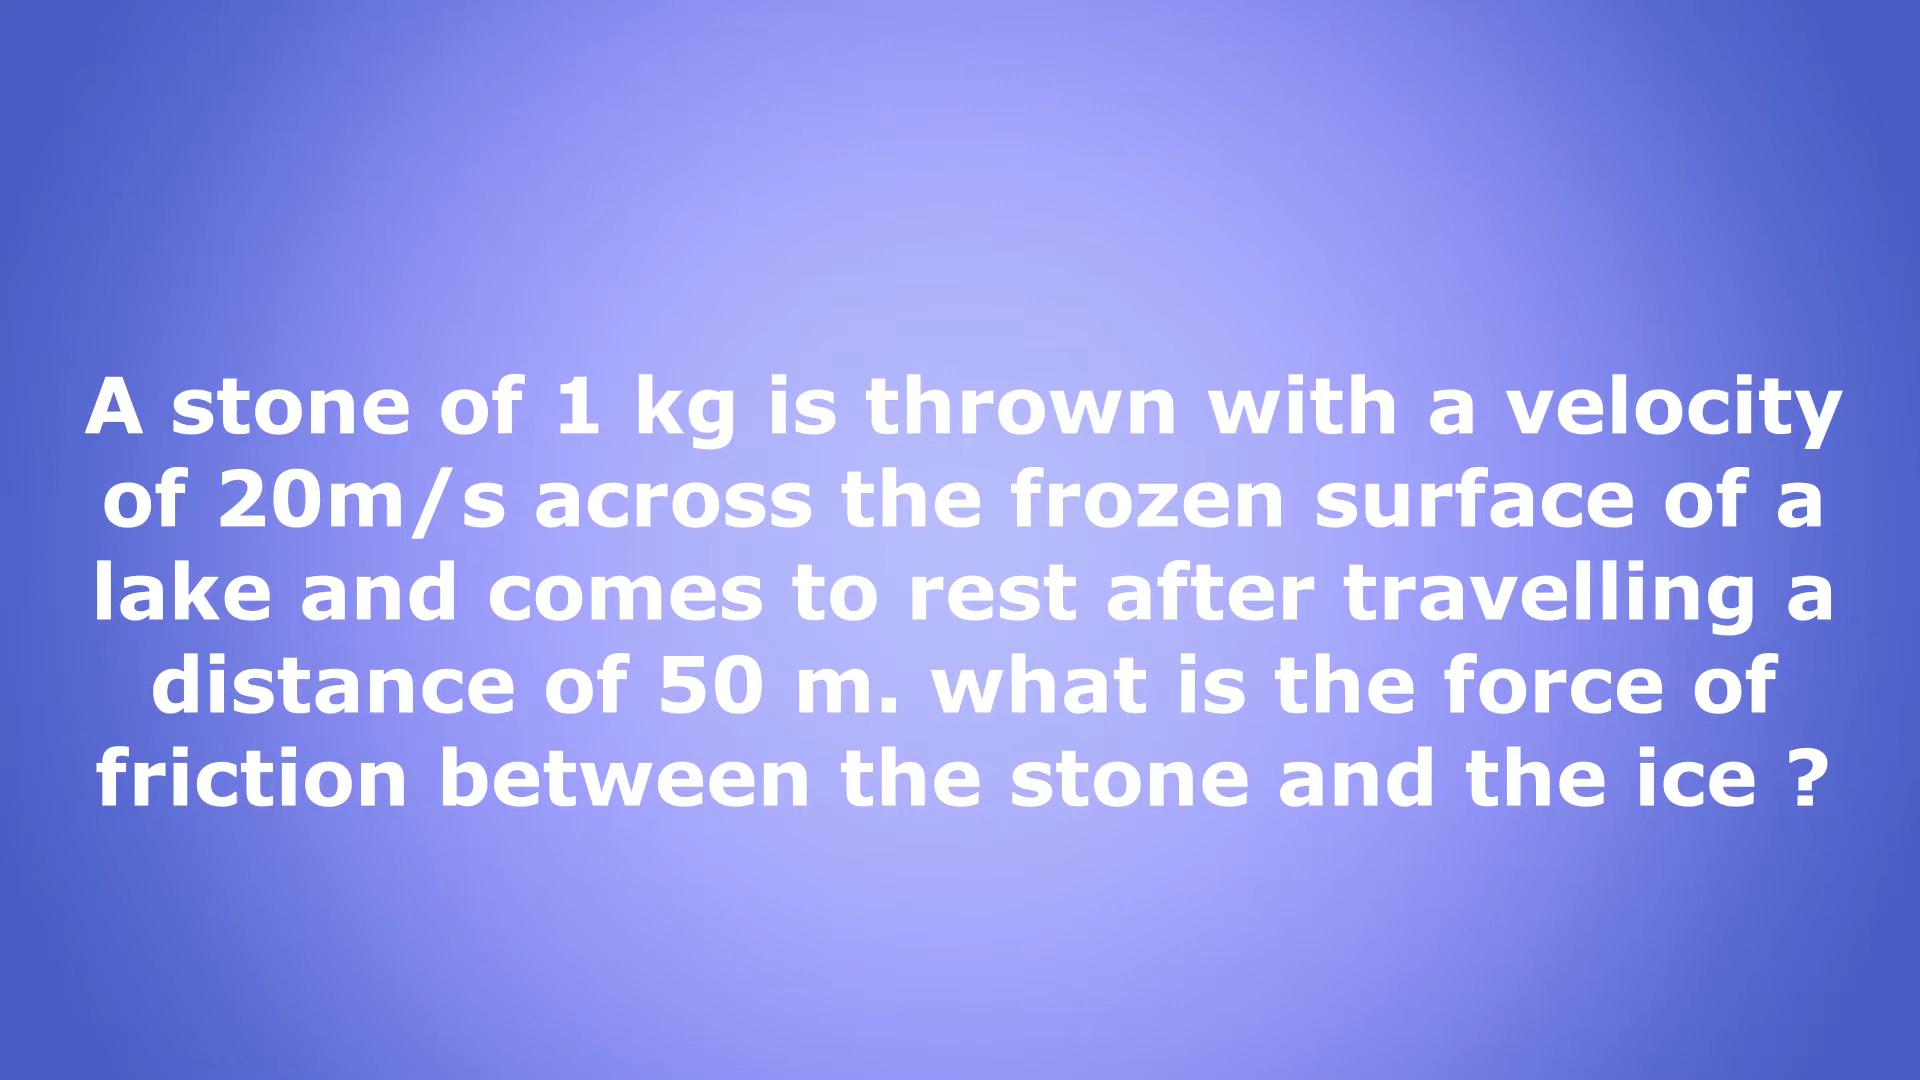 A stone of 1 kg is thrown with a velocity
of 20m/s across the frozen surface of a
lake and comes to rest after travelling a
distance of 50 m. what is the force of
friction between the stone and the ice ?